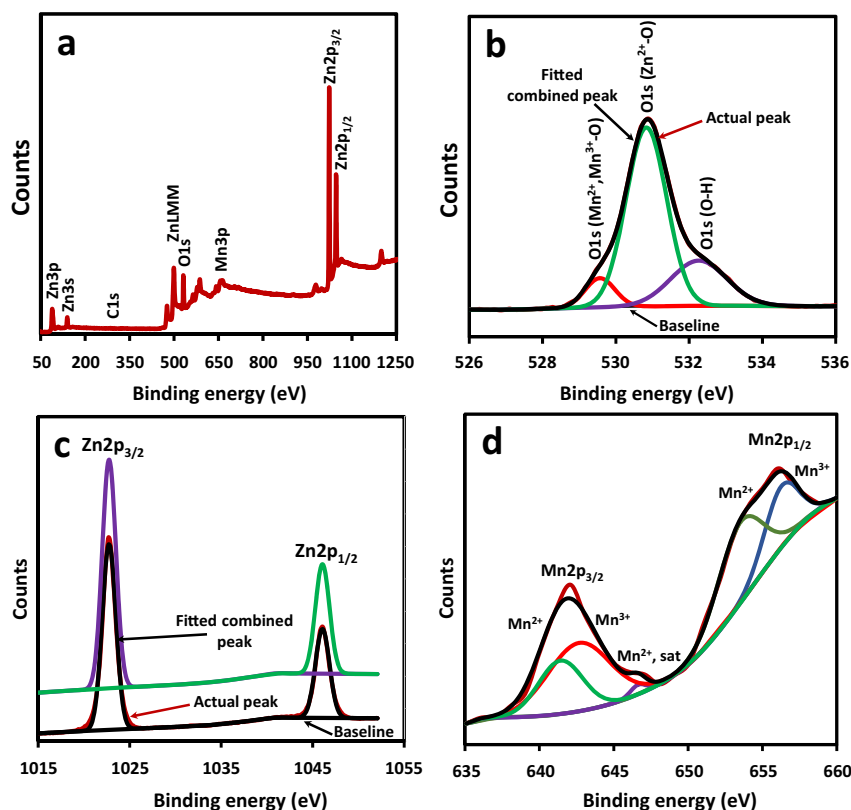 a
Zn3p
Zn3s
C1s
ZnLMM
O1s
Mn3p
Zn2p3/2
Zn2p1/2
Counts
50 200 350 500 650 800 950 1100 1250
Binding energy (eV)
b
Fitted
combined peak
O1s (Zn²⁺-O)
Actual peak
O1s (Mn²⁺,Mn³⁺-O)
O1s (O-H)
Baseline
Counts
526 528 530 532 534 536
Binding energy (eV)
c
Zn2p3/2
Zn2p1/2
Fitted combined
peak
Actual peak
Baseline
Counts
1015 1025 1035 1045 1055
Binding energy (eV)
d
Mn2p1/2
Mn³⁺
Mn²⁺
Mn2p3/2
Mn²⁺
Mn³⁺
Mn²⁺, sat
Counts
635 640 645 650 655 660
Binding energy (eV)